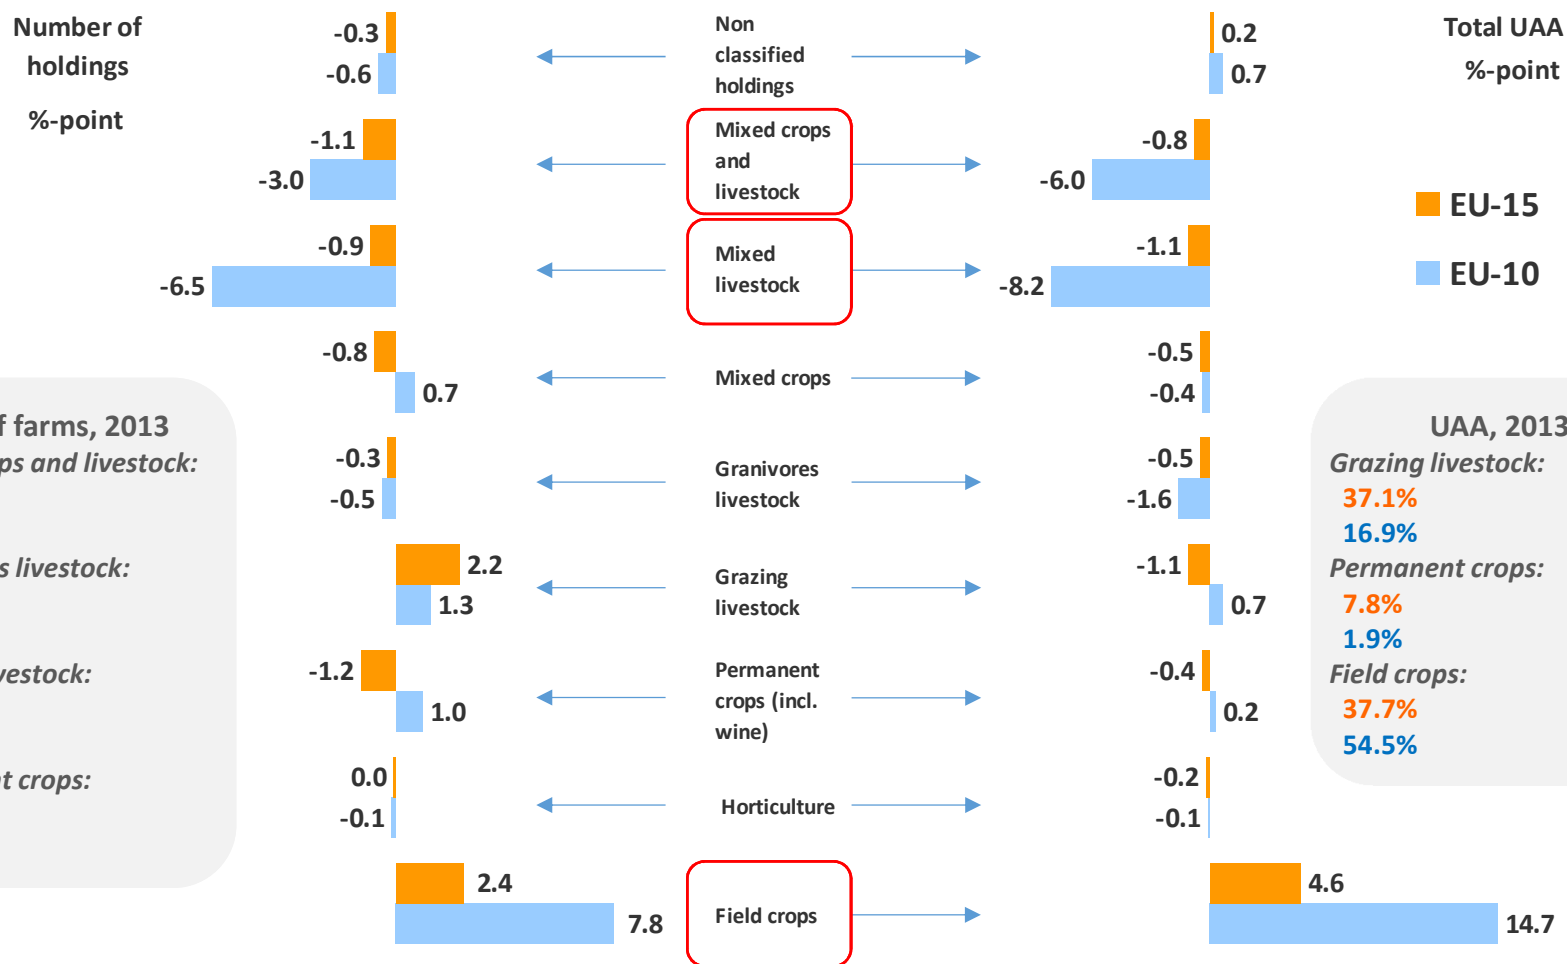 Number of
holdings
%-point
Total UAA
%-point
-0.3
-0.6
Non
classified
holdings
0.2
0.7
-1.1
-3.0
Mixed crops
and
livestock
-0.8
-6.0
EU-15
EU-10
-0.9
-6.5
Mixed
livestock
-1.1
-8.2
-0.8
0.7
Mixed crops
-0.5
-0.4
-0.3
-0.5
Granivores
livestock
-0.5
-1.6
2.2
1.3
Grazing
livestock
-1.1
0.7
-1.2
1.0
Permanent
crops (incl.
wine)
-0.4
0.2
0.0
-0.1
Horticulture
-0.2
-0.1
2.4
7.8
Field crops
4.6
14.7
farms, 2013
and livestock:
livestock:
crops:
UAA, 2013
Grazing livestock:
37.1%
16.9%
Permanent crops:
7.8%
1.9%
Field crops:
37.7%
54.5%